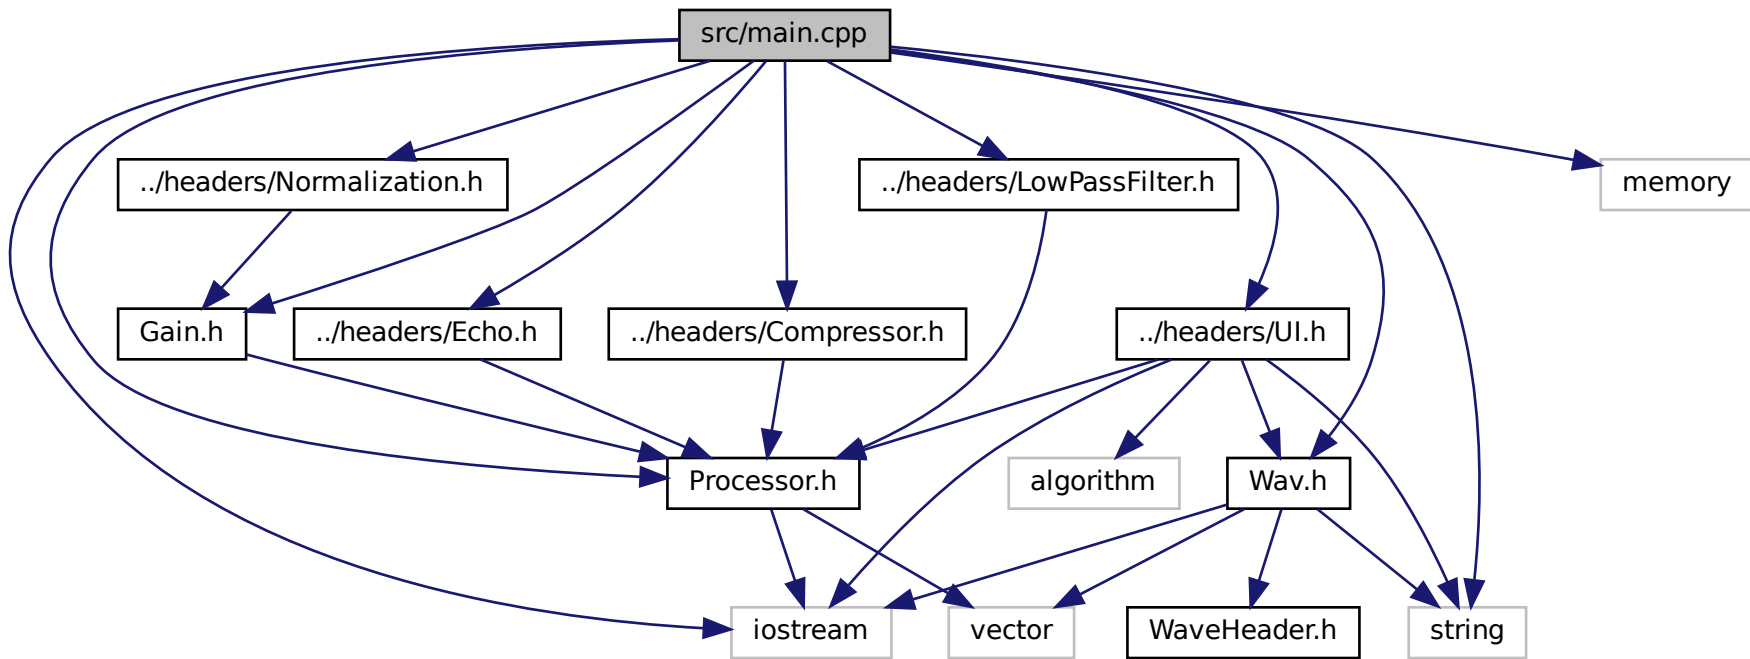 src/main.cpp
../headers/Normalization.h
../headers/LowPassFilter.h
memory
Gain.h
../headers/Echo.h
../headers/Compressor.h
../headers/UI.h
Processor.h
algorithm
Wav.h
iostream
vector
WaveHeader.h
string